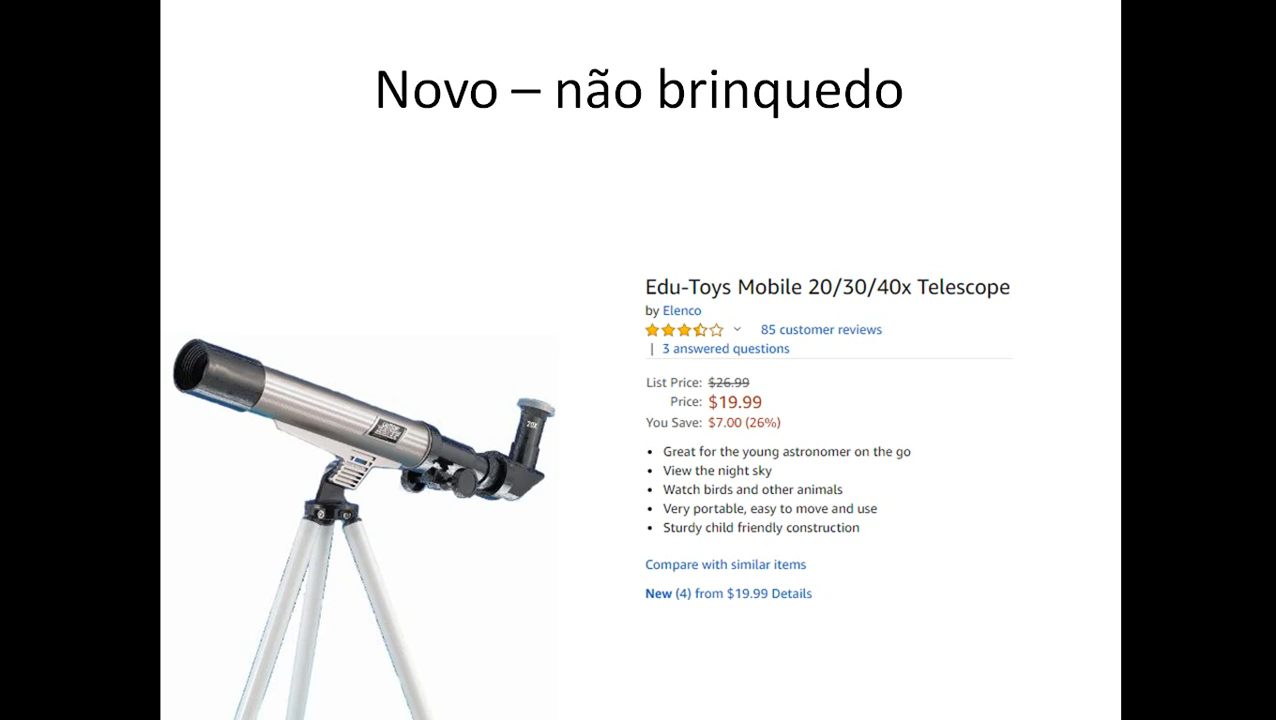 Novo – não brinquedo
Edu-Toys Mobile 20/30/40x Telescope
by Elenco
85 customer reviews
| 3 answered questions
List Price: $26.99
Price: $19.99
You Save: $7.00 (26%)
• Great for the young astronomer on the go
• View the night sky
• Watch birds and other animals
• Very portable, easy to move and use
• Sturdy child friendly construction
Compare with similar items
New (4) from $19.99 Details
20X